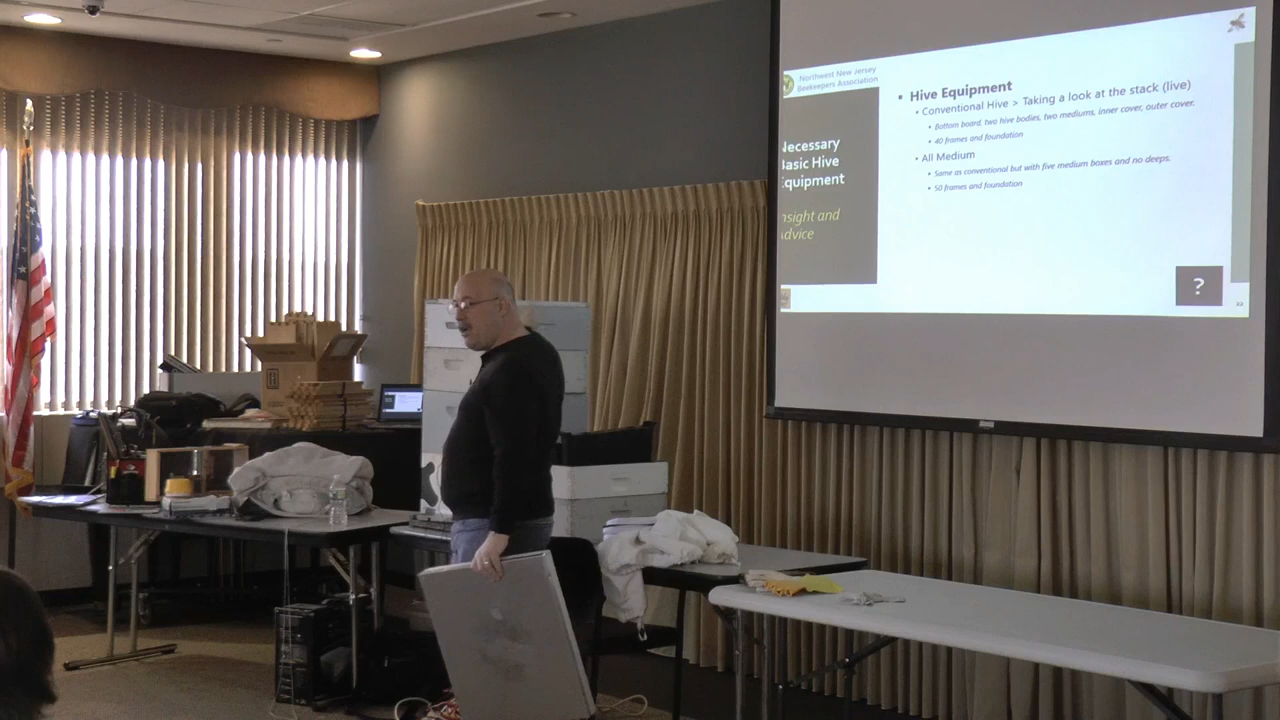 Northwest New Jersey
Beekeepers Association
Necessary
Basic Hive
Equipment
Insight and
Advice
Hive Equipment
Conventional Hive > Taking a look at the stack (live)
Bottom board, two hive bodies, two mediums, inner cover, outer cover.
40 frames and foundation
All Medium
Same as conventional but with five medium boxes and no deeps.
50 frames and foundation
?
22